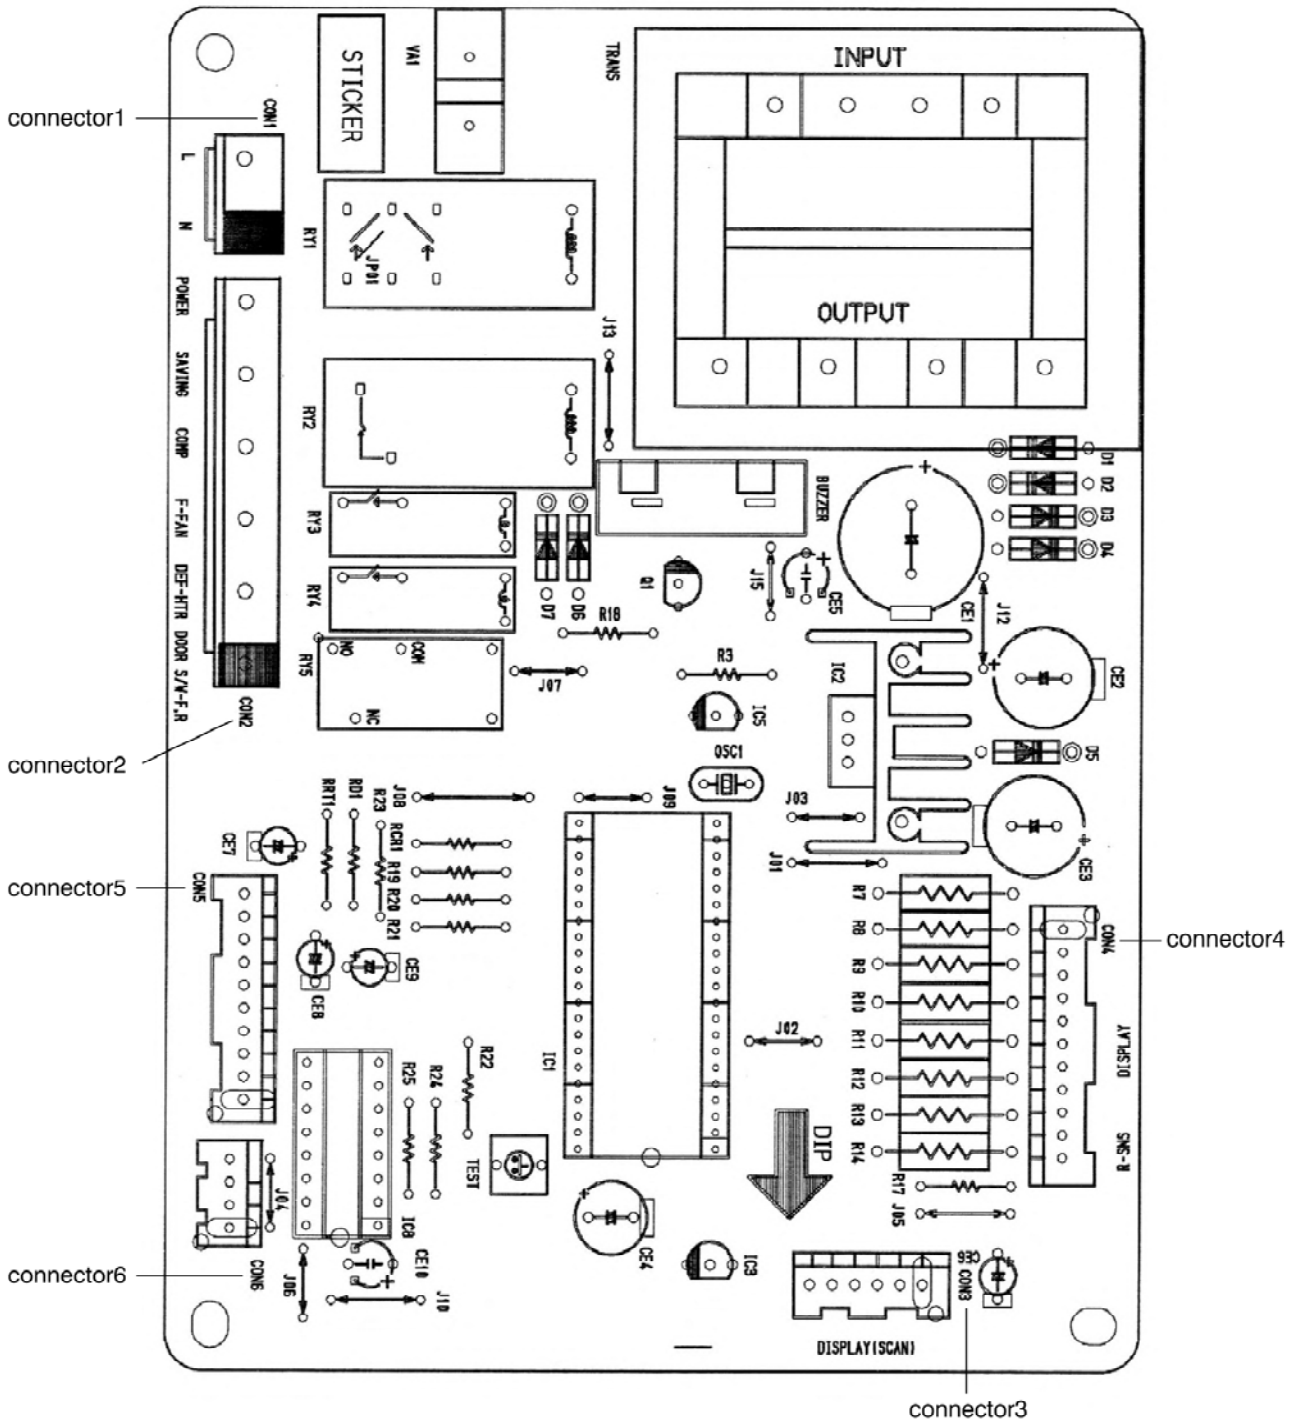 INPUT
STICKER
VA1
TRANS
connector1
CON1
L
N
RY1
JP01
POWER
SAVING
COMP
F-FAN
DEF-HTR
DOOR S/W-F.R
OUTPUT
J13
RY2
D1
D2
D3
D4
BUZZER
RY3
RY4
RY5
NO
COM
NC
D7
D6
Q1
J15
CE5
CE1
J12
R18
R3
IC2
CE2
J07
IC5
CON2
connector2
OSC1
D5
RRT1
RD1
R23
J08
J09
J03
CE7
RCR1
R19
R20
R21
J01
CE3
connector5
CON5
R7
R8
R9
R10
R11
R12
R13
R14
R17
J05
CON4
connector4
CE8
CE9
J02
DISPLAY
R-SNS
IC1
R22
R25
R24
DIP
TEST
J04
IC8
CE4
IC3
CE6
CON3
connector6
CON6
J06
CE10
J10
DISPLAY(SCAN)
connector3